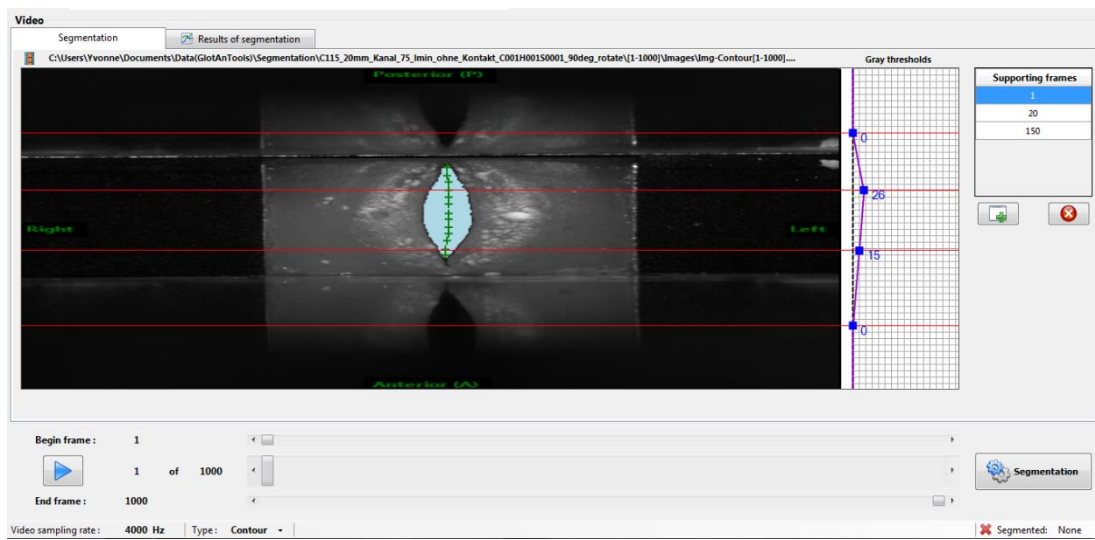 Video
Segmentation
Results of segmentation
C:\Users\Yvonne\Documents\Data(GlotAnTools)\Segmentation\C115_20mm_Kanal_75_lmin_ohne_Kontakt_C001H001S0001_90deg_rotate\[1-1000]\Images\Img-Contour[1-1000]....
Gray thresholds
Supporting frames
Posterior (P)
1
20
150
0
26
Right
Left
15
0
Anterior (A)
Begin frame : 1
1 of 1000
Segmentation
End frame : 1000
Video sampling rate : 4000 Hz Type : Contour Segmented: None